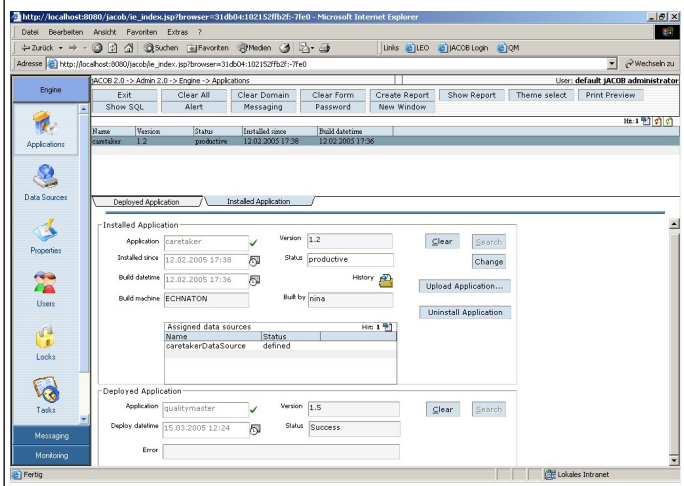 http://localhost:8080/jacob/ie_index.jsp?browser=31db04:102152ffb2f:-7fe0 - Microsoft Internet Explorer
Datei Bearbeiten Ansicht Favoriten Extras ?
Zurück Suchen Favoriten Medien Links LEO JACOB Login QM
Adresse http://localhost:8080/jacob/ie_index.jsp?browser=31db04:102152ffb2f:-7fe0 Wechseln zu
Engine
jACOB 2.0 -> Admin 2.0 -> Engine -> Applications User: default jACOB administrator
Exit Clear All Clear Domain Clear Form Create Report Show Report Theme select Print Preview
Show SQL Alert Messaging Password New Window
Hit: 1
Name Version Status Installed since Build datetime
caretaker 1.2 productive 12.02.2005 17:38 12.02.2005 17:36
Applications
Data Sources
Properties
Users
Locks
Tasks
Messaging
Monitoring
Deployed Application Installed Application
Installed Application
Application caretaker Version 1.2 Clear Search
Installed since 12.02.2005 17:38 Status productive Change
Build datetime 12.02.2005 17:36 History Upload Application...
Build machine ECHNATON Built by nina Uninstall Application
Assigned data sources Hit: 1
Name Status
caretakerDataSource defined
Deployed Application
Application qualitymaster Version 1.5 Clear Search
Deploy datetime 15.03.2005 12:24 Status Success
Error
Fertig Lokales Intranet